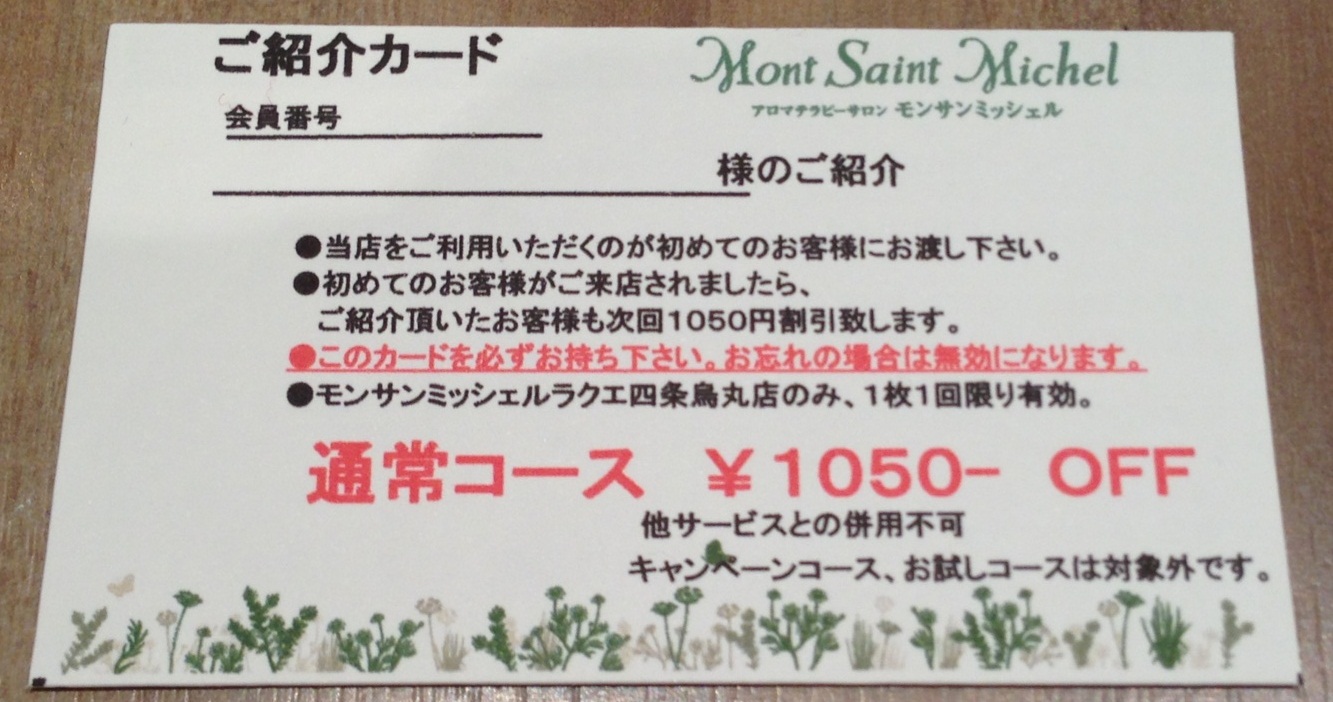 ご紹介カード
Mont Saint Michel
アロマテラピーサロン モンサンミッシェル
会員番号
様のご紹介
●当店をご利用いただくのが初めてのお客様にお渡し下さい。
●初めてのお客様がご来店されましたら、
ご紹介頂いたお客様も次回1050円割引致します。
●このカードを必ずお持ち下さい。お忘れの場合は無効になります。
●モンサンミッシェルラクエ四条烏丸店のみ、1枚1回限り有効。
通常コース ￥1050− OFF
他サービスとの併用不可
キャンペーンコース、お試しコースは対象外です。